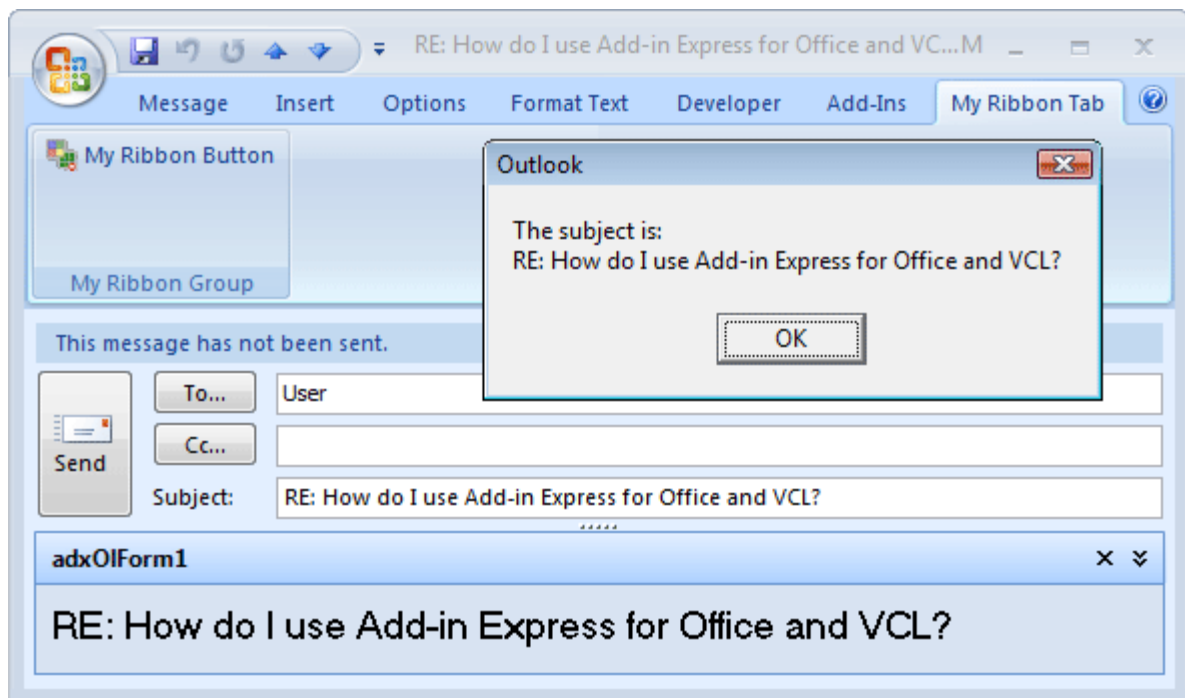 RE: How do I use Add-in Express for Office and VC...M
Message Insert Options Format Text Developer Add-Ins My Ribbon Tab
My Ribbon Button
My Ribbon Group
Outlook
The subject is:
RE: How do I use Add-in Express for Office and VCL?
OK
This message has not been sent.
To... User
Cc...
Send
Subject: RE: How do I use Add-in Express for Office and VCL?
adxOlForm1
RE: How do I use Add-in Express for Office and VCL?